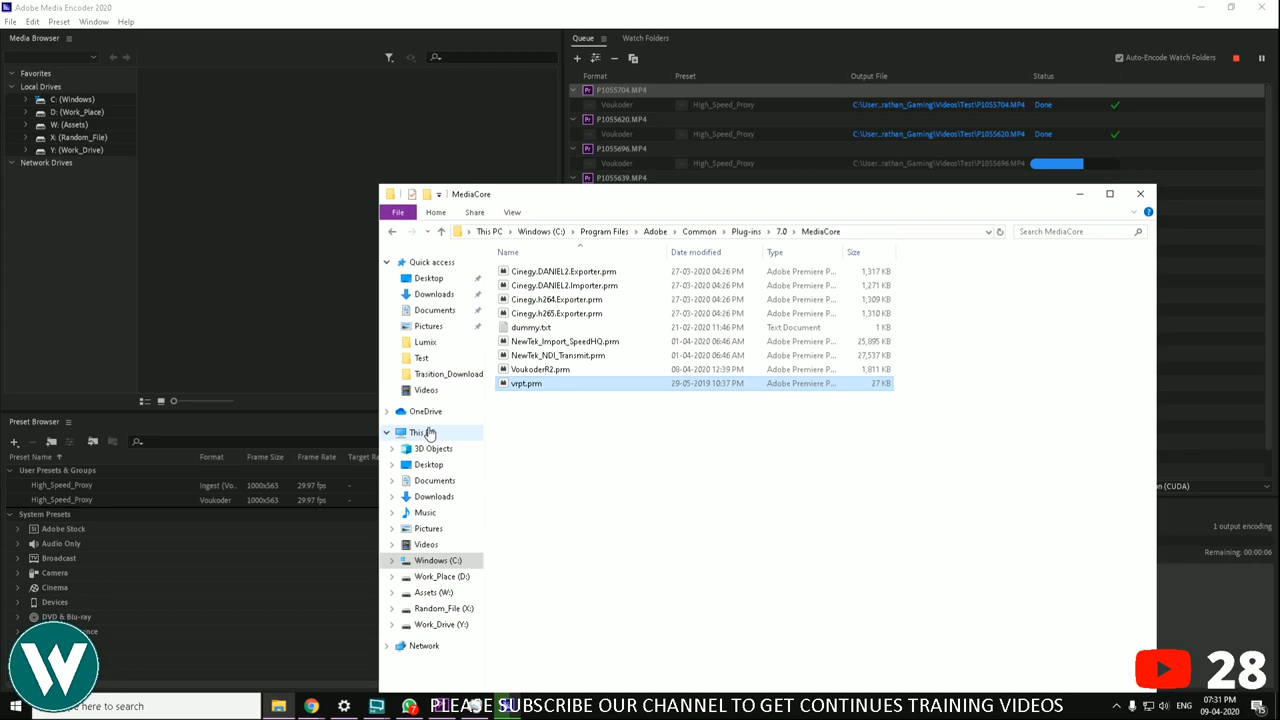 Adobe Media Encoder 2020
File Edit Preset Window Help
Media Browser
Favorites
Local Drives
C: (Windows)
D: (Work_Place)
W: (Assets)
X: (Random_File)
Y: (Work_Drive)
Network Drives
Queue Watch Folders
Auto-Encode Watch Folders
Format Preset Output File Status
P1055704.MP4
Voukoder High_Speed_Proxy C:\User...rathan_Gaming\Videos\Test\P1055704.MP4 Done
P1055620.MP4
Voukoder High_Speed_Proxy C:\User...rathan_Gaming\Videos\Test\P1055620.MP4 Done
P1055696.MP4
Voukoder High_Speed_Proxy C:\User...rathan_Gaming\Videos\Test\P1055696.MP4
P1055639.MP4
MediaCore
File Home Share View
This PC Windows (C:) Program Files Adobe Common Plug-ins 7.0 MediaCore
Search MediaCore
Name Date modified Type Size
Cinegy.DANIEL2.Exporter.prm 27-03-2020 04:26 PM Adobe Premiere P... 1,317 KB
Cinegy.DANIEL2.Importer.prm 27-03-2020 04:26 PM Adobe Premiere P... 1,271 KB
Cinegy.h264.Exporter.prm 27-03-2020 04:26 PM Adobe Premiere P... 1,309 KB
Cinegy.h265.Exporter.prm 27-03-2020 04:26 PM Adobe Premiere P... 1,310 KB
dummy.txt 21-02-2020 11:46 PM Text Document 1 KB
NewTek_Import_SpeedHQ.prm 01-04-2020 06:46 AM Adobe Premiere P... 25,895 KB
NewTek_NDI_Transmit.prm 01-04-2020 06:46 AM Adobe Premiere P... 27,537 KB
VoukoderR2.prm 08-04-2020 12:39 PM Adobe Premiere P... 1,811 KB
vrpt.prm 29-05-2019 10:37 PM Adobe Premiere P... 27 KB
Quick access
Desktop
Downloads
Documents
Pictures
Lumix
Test
Trasition_Download
Videos
OneDrive
This
3D Objects
Desktop
Documents
Downloads
Music
Pictures
Videos
Windows (C:)
Work_Place (D:)
Assets (W:)
Random_File (X:)
Work_Drive (Y:)
Network
Preset Browser
Preset Name Format Frame Size Frame Rate Target R
User Presets & Groups
High_Speed_Proxy Ingest (Vo... 1000x563 29.97 fps -
High_Speed_Proxy Voukoder 1000x563 29.97 fps -
System Presets
Adobe Stock
Audio Only
Broadcast
Camera
Cinema
Devices
DVD & Blu-ray
(CUDA)
1 output encoding
Remaining: 00:00:06
W
28
here to search
PLEASE SUBSCRIBE OUR CHANNEL TO GET CONTINUES TRAINING VIDEOS
ENG
07:31 PM
09-04-2020